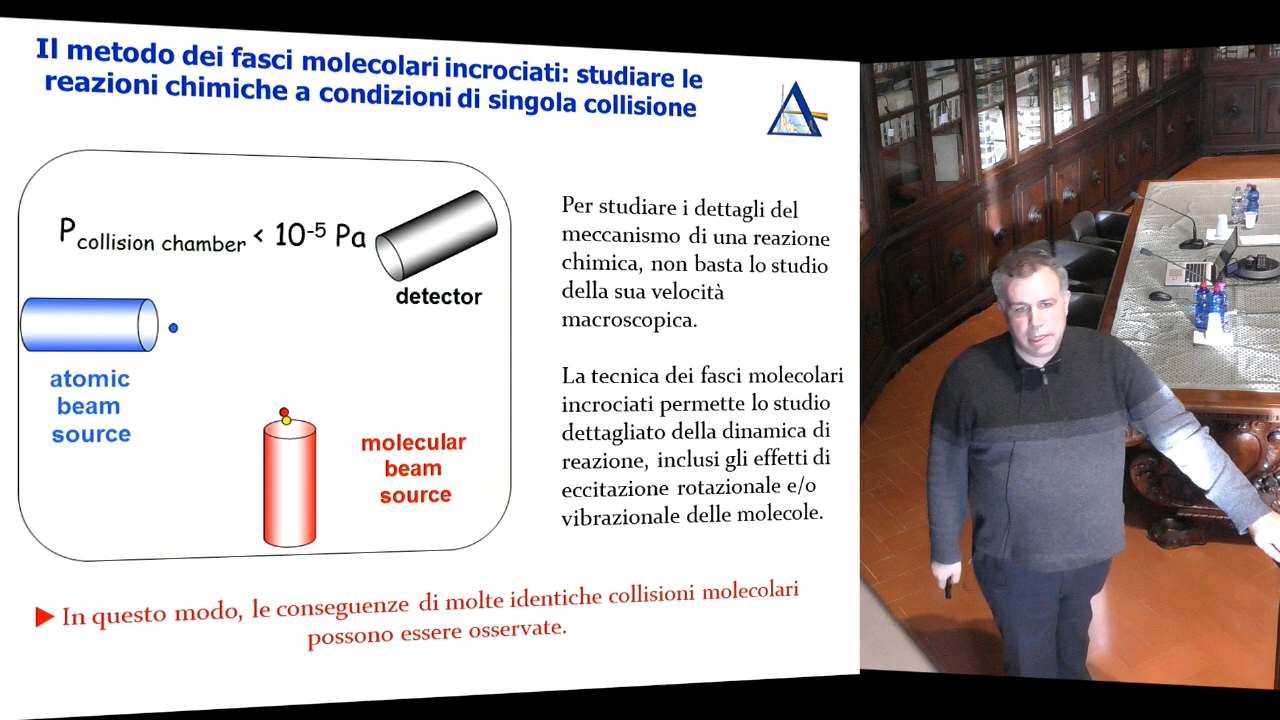 Il metodo dei fasci molecolari incrociati: studiare le
reazioni chimiche a condizioni di singola collisione
P collision chamber < 10-5 Pa
detector
atomic
beam
source
molecular
beam
source
Per studiare i dettagli del
meccanismo di una reazione
chimica, non basta lo studio
della sua velocità
macroscopica.
La tecnica dei fasci molecolari
incrociati permette lo studio
dettagliato della dinamica di
reazione, inclusi gli effetti di
eccitazione rotazionale e/o
vibrazionale delle molecole.
▶ In questo modo, le conseguenze di molte identiche collisioni molecolari
possono essere osservate.